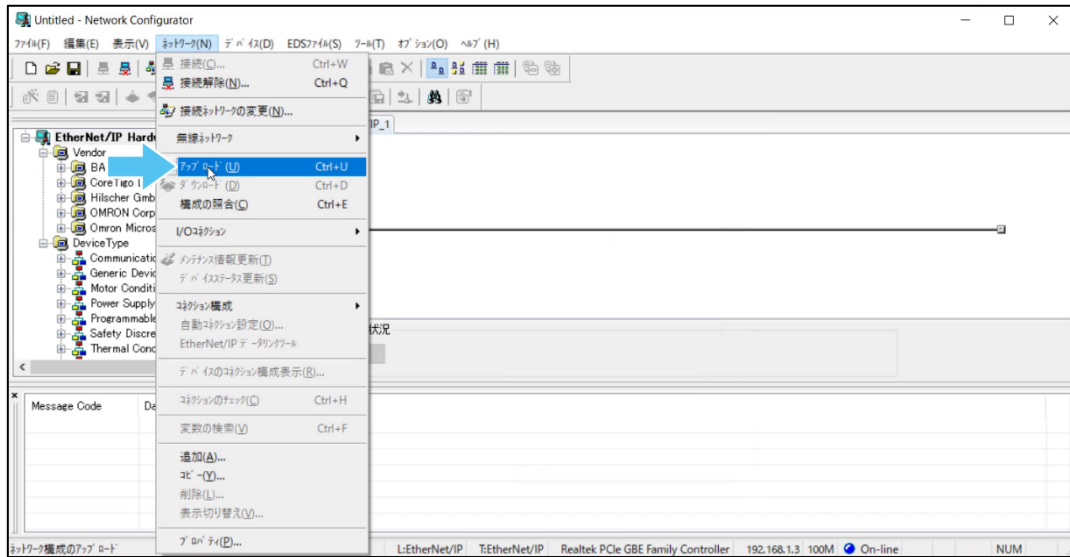 Untitled - Network Configurator
ファイル(F) 編集(E) 表示(V) ネットワーク(N) デバイス(D) EDSファイル(S) ツール(T) オプション(O) ヘルプ(H)
接続(C)... Ctrl+W
接続解除(N)... Ctrl+Q
接続ネットワークの変更(N)...
IP_1
無線ネットワーク
アップロード(U) Ctrl+U
ダウンロード(D) Ctrl+D
構成の照合(C) Ctrl+E
I/Oコネクション
メンテナンス情報更新(T)
デバイスステータス更新(S)
コネクション構成
自動コネクション設定(O)...
EtherNet/IP データリンクツール
デバイスのコネクション構成表示(R)...
コネクションのチェック(C) Ctrl+H
変数の検索(V) Ctrl+F
追加(A)...
コピー(Y)...
削除(L)...
表示切り替え(V)...
プロパティ(P)...
EtherNet/IP Hard
Vendor
BA
CoreTigo
Hilscher Gmb
OMRON Corp
Omron Micros
DeviceType
Communicatic
Generic Devic
Motor Conditi
Power Supply
Programmable
Safety Discre
Thermal Conc
状況
Message Code Da
ネットワーク構成のアップロード L:EtherNet/IP T:EtherNet/IP Realtek PCIe GBE Family Controller 192.168.1.3 100M On-line NUM